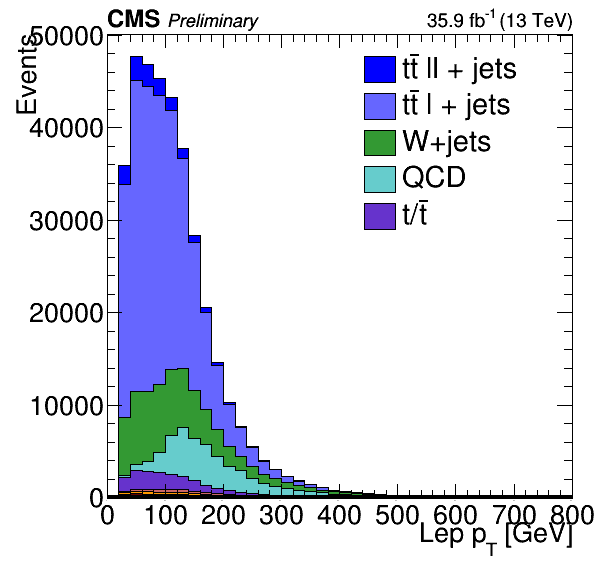 CMS Preliminary 35.9 fb⁻¹ (13 TeV)
Events
50000
40000
30000
20000
10000
0
tt̄ ll + jets
tt̄ l + jets
W+jets
QCD
t/t̄
0 100 200 300 400 500 600 700 800
Lep p_T [GeV]